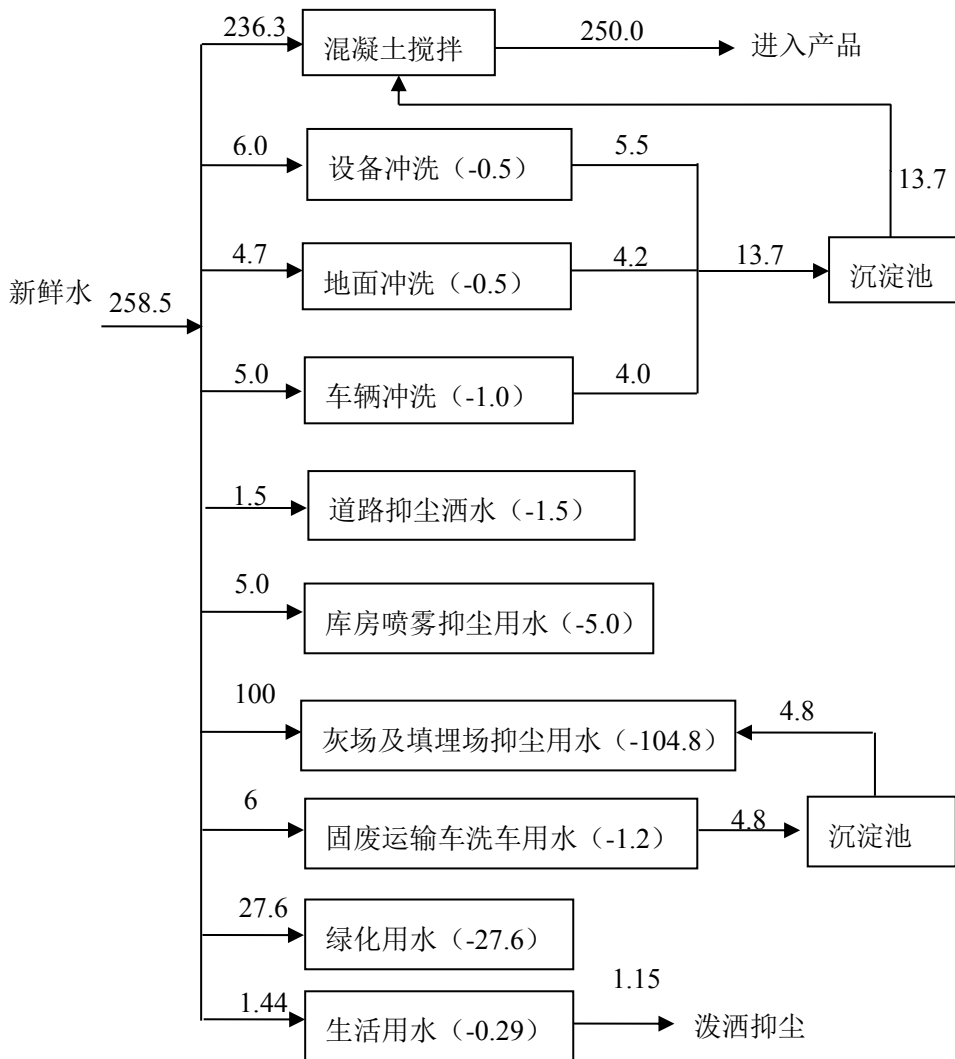 236.3
混凝土搅拌
250.0
进入产品
6.0
设备冲洗（-0.5）
5.5
13.7
4.7
地面冲洗（-0.5）
4.2
13.7
沉淀池
新鲜水
258.5
5.0
车辆冲洗（-1.0）
4.0
1.5
道路抑尘洒水（-1.5）
5.0
库房喷雾抑尘用水（-5.0）
100
灰场及填埋场抑尘用水（-104.8）
4.8
6
固废运输车洗车用水（-1.2）
4.8
沉淀池
27.6
绿化用水（-27.6）
1.44
生活用水（-0.29）
1.15
泼洒抑尘